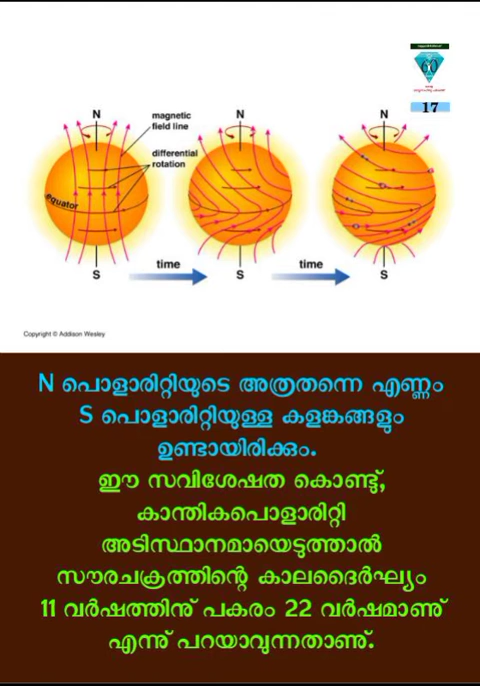 60
17
N
magnetic
field line
differential
rotation
equator
S
time
N
S
time
N
S
Copyright © Addison Wesley
N പൊളാരിറ്റിയുടെ അത്രതന്നെ എണ്ണം
S പൊളാരിറ്റിയുള്ള കളങ്കങ്ങളും
ഉണ്ടായിരിക്കും.
ഈ സവിശേഷത കൊണ്ടു്,
കാന്തികപൊളാരിറ്റി
അടിസ്ഥാനമായെടുത്താൽ
സൗരചക്രത്തിന്റെ കാലദൈർഘ്യം
11 വർഷത്തിനു് പകരം 22 വർഷമാണു്
എന്നു് പറയാവുന്നതാണു്.